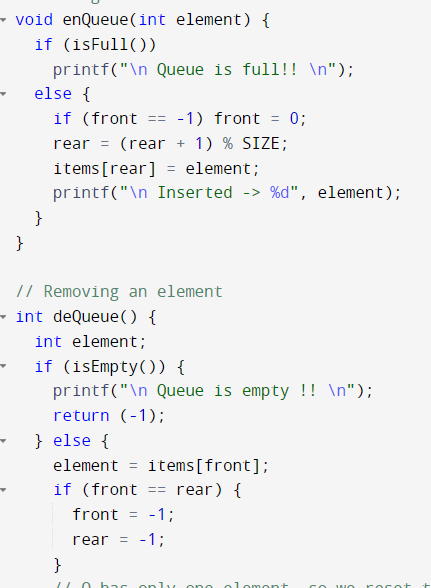 void enQueue(int element) {
  if (isFull())
    printf("\n Queue is full!! \n");
  else {
    if (front == -1) front = 0;
    rear = (rear + 1) % SIZE;
    items[rear] = element;
    printf("\n Inserted -> %d", element);
  }
}

// Removing an element
int deQueue() {
  int element;
  if (isEmpty()) {
    printf("\n Queue is empty !! \n");
    return (-1);
  } else {
    element = items[front];
    if (front == rear) {
      front = -1;
      rear = -1;
    }
    // Q has only one element, so we reset